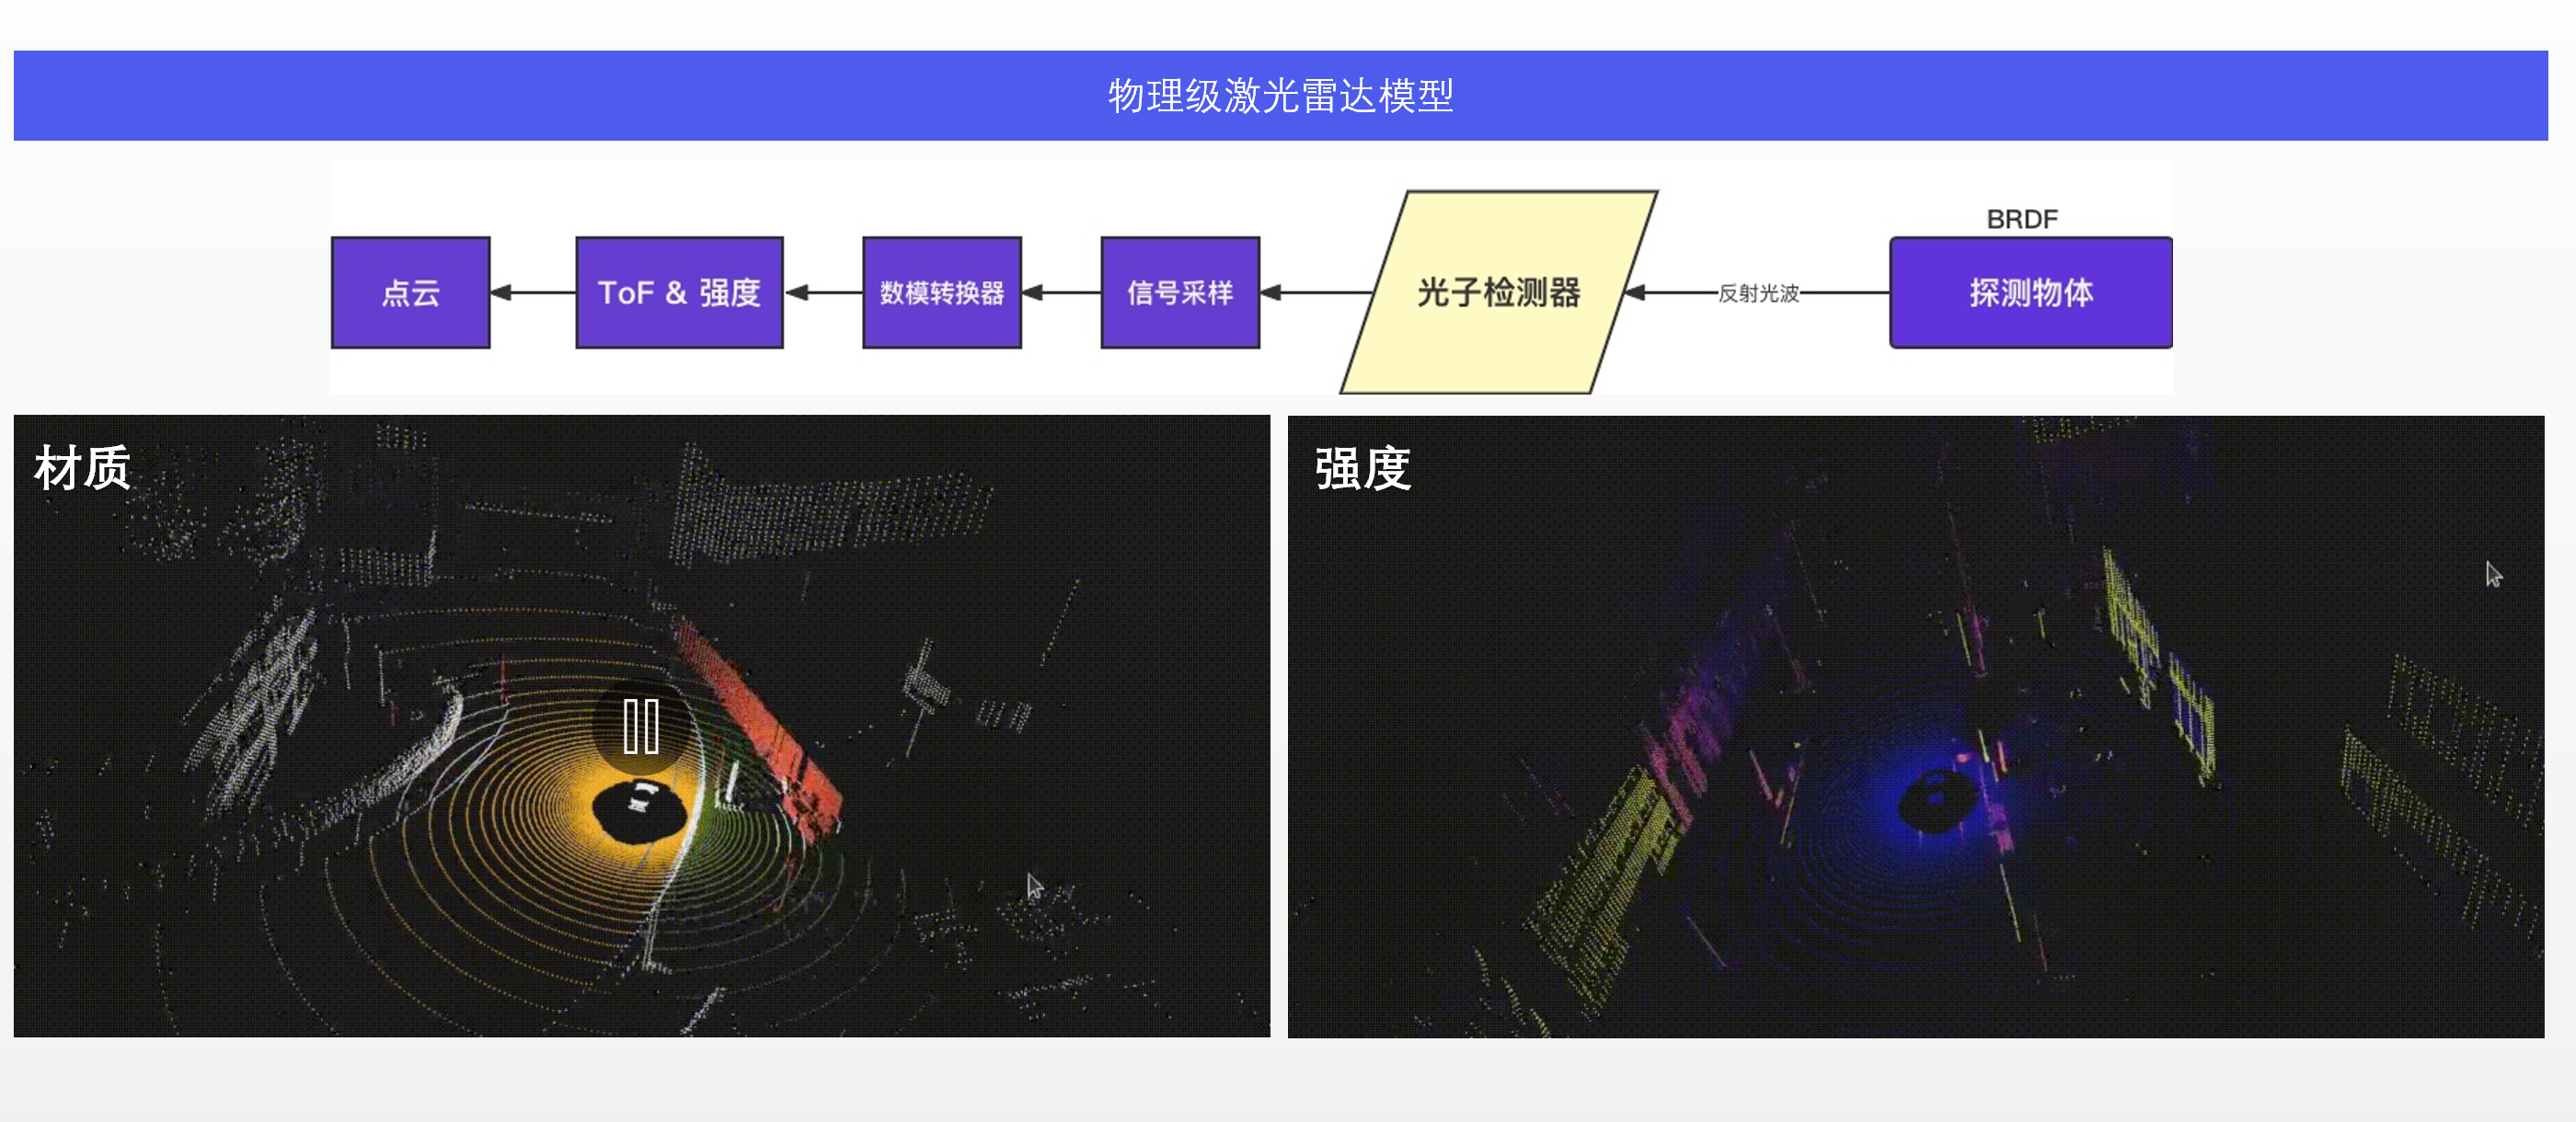 物理级激光雷达模型
BRDF
点云
ToF & 强度
数模转换器
信号采样
光子检测器
反射光波
探测物体
材质
强度